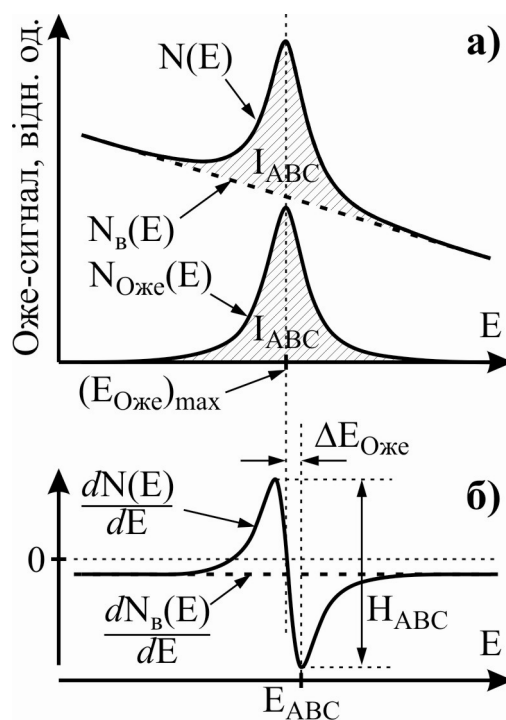 Оже-сигнал, відн. од.
а)
N(E)
I_ABC
N_в(E)
N_Оже(E)
I_ABC
E
(E_Оже)_max
ΔE_Оже
б)
dN(E)
dE
0
dN_в(E)
dE
H_ABC
E
E_ABC